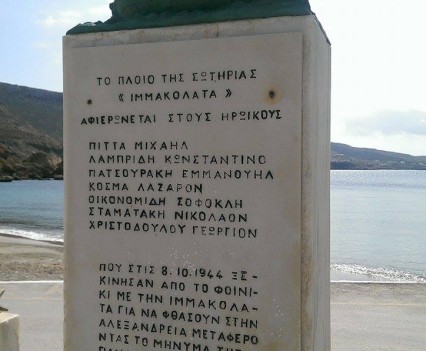 ΤΟ ΠΛΟΙΟ ΤΗΣ ΣΩΤΗΡΙΑΣ
« ΙΜΜΑΚΟΛΑΤΑ »
ΑΦΙΕΡΩΝΕΤΑΙ ΣΤΟΥΣ ΗΡΩΙΚΟΥΣ
ΠΙΤΤΑ ΜΙΧΑΗΛ
ΛΑΜΠΡΙΔΗ ΚΩΝΣΤΑΝΤΙΝΟ
ΠΑΤΣΟΥΡΑΚΗ ΕΜΜΑΝΟΥΗΛ
ΚΟΣΜΑ ΛΑΖΑΡΟΝ
ΟΙΚΟΝΟΜΙΔΗ ΣΟΦΟΚΛΗ
ΣΤΑΜΑΤΑΚΗ ΝΙΚΟΛΑΟΝ
ΧΡΙΣΤΟΔΟΥΛΟΥ ΓΕΩΡΓΙΟΝ
ΠΟΥ ΣΤΙΣ 8.10.1944 ΞΕ-
ΚΙΝΗΣΑΝ ΑΠΟ ΤΟ ΦΟΙΝΙ-
ΚΙ ΜΕ ΤΗΝ ΙΜΜΑΚΟΛΑ-
ΤΑ ΓΙΑ ΝΑ ΦΘΑΣΟΥΝ ΣΤΗΝ
ΑΛΕΞΑΝΔΡΕΙΑ ΜΕΤΑΦΕΡΟ
ΝΤΑΣ ΤΟ ΜΗΝΥΜΑ ΤΗΣ